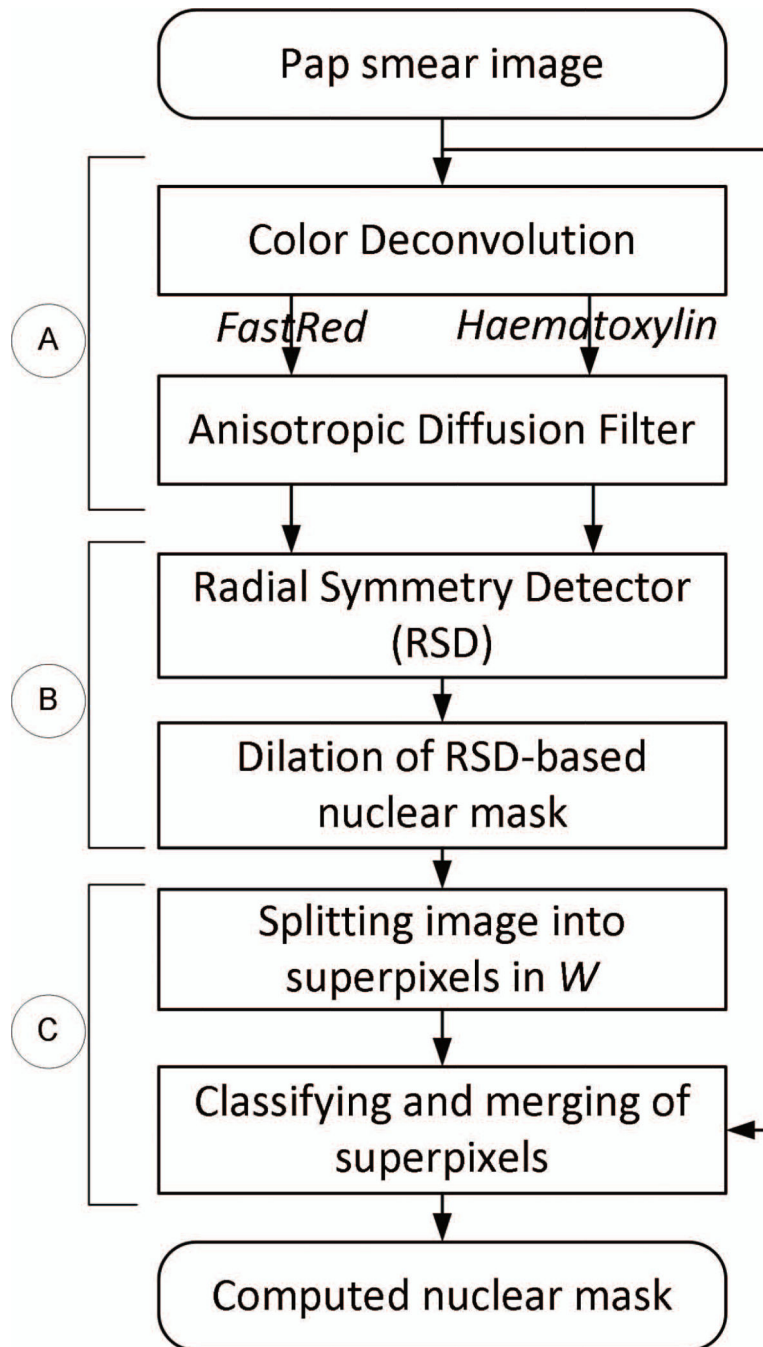 Pap smear image
Color Deconvolution
A
FastRed Haematoxylin
Anisotropic Diffusion Filter
Radial Symmetry Detector
(RSD)
B
Dilation of RSD-based
nuclear mask
Splitting image into
superpixels in W
C
Classifying and merging of
superpixels
Computed nuclear mask